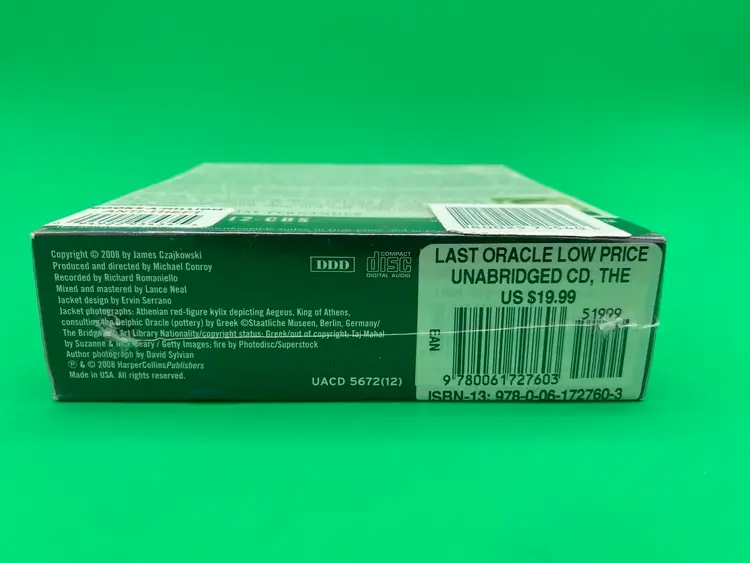 12 CDS
Copyright © 2008 by James Czajkowski
Produced and directed by Michael Conroy
Recorded by Richard Romaniello
Mixed and mastered by Lance Neal
Jacket design by Ervin Serrano
Jacket photographs: Athenian red-figure kylix depicting Aegeus, King of Athens,
consulting the Delphic Oracle (pottery) by Greek ©Staatliche Museen, Berlin, Germany/
The Bridgeman Art Library Nationality/copyright status: Greek/out of copyright; Taj Mahal
by Suzanne & Nick Geary / Getty Images; fire by Photodisc/Superstock
Author photograph by David Sylvian
℗ & © 2008 HarperCollinsPublishers
Made in USA. All rights reserved.
DDD
COMPACT
disc
DIGITAL AUDIO
UACD 5672(12)
LAST ORACLE LOW PRICE
UNABRIDGED CD, THE
US $19.99
51999
EAN
9 780061 727603
ISBN-13: 978-0-06-172760-3